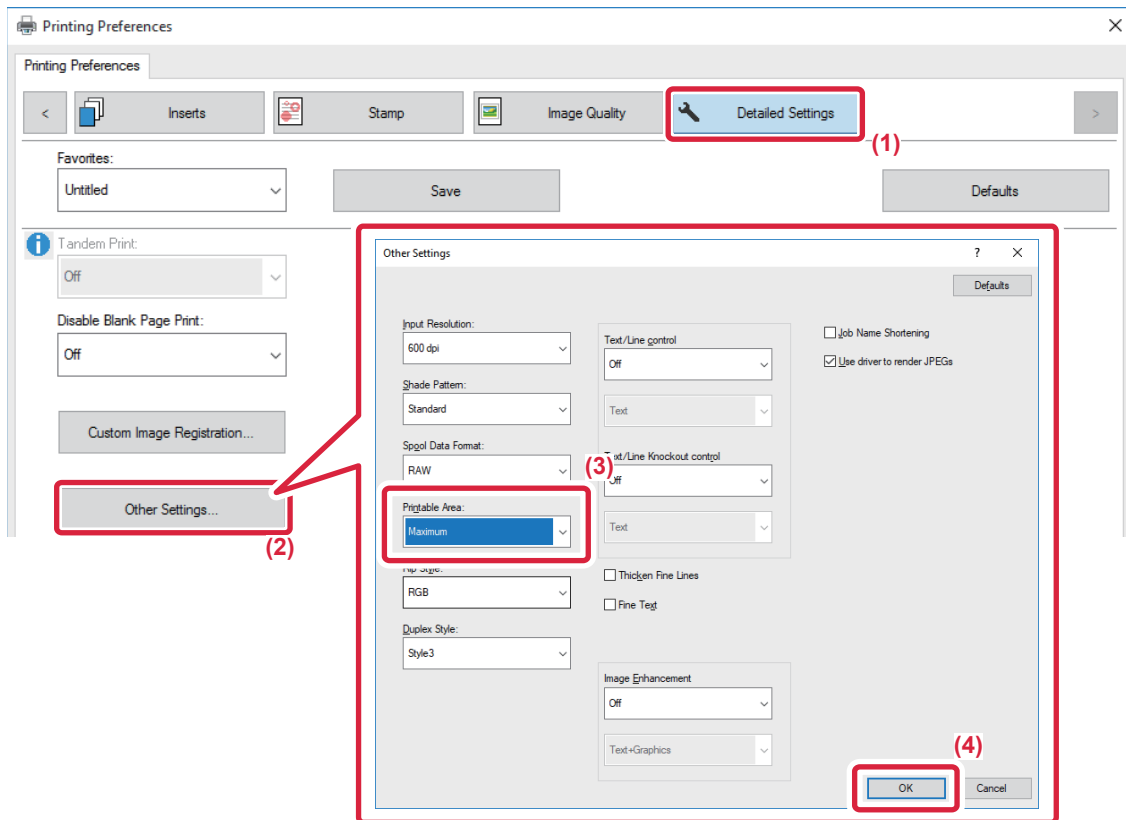 Printing Preferences
Printing Preferences
<
Inserts
Stamp
Image Quality
Detailed Settings
>
(1)
Favorites:
Untitled
Save
Defaults
Tandem Print:
Off
Disable Blank Page Print:
Off
Custom Image Registration...
Other Settings...
(2)
Other Settings
?
Defaults
Input Resolution:
600 dpi
Shade Pattern:
Standard
Spool Data Format:
RAW
(3)
Printable Area:
Maximum
Rip Style:
RGB
Duplex Style:
Style3
Text/Line control
Off
Text
Text/Line Knockout control
Off
Text
Thicken Fine Lines
Fine Text
Image Enhancement
Off
Text+Graphics
Job Name Shortening
Use driver to render JPEGs
(4)
OK
Cancel